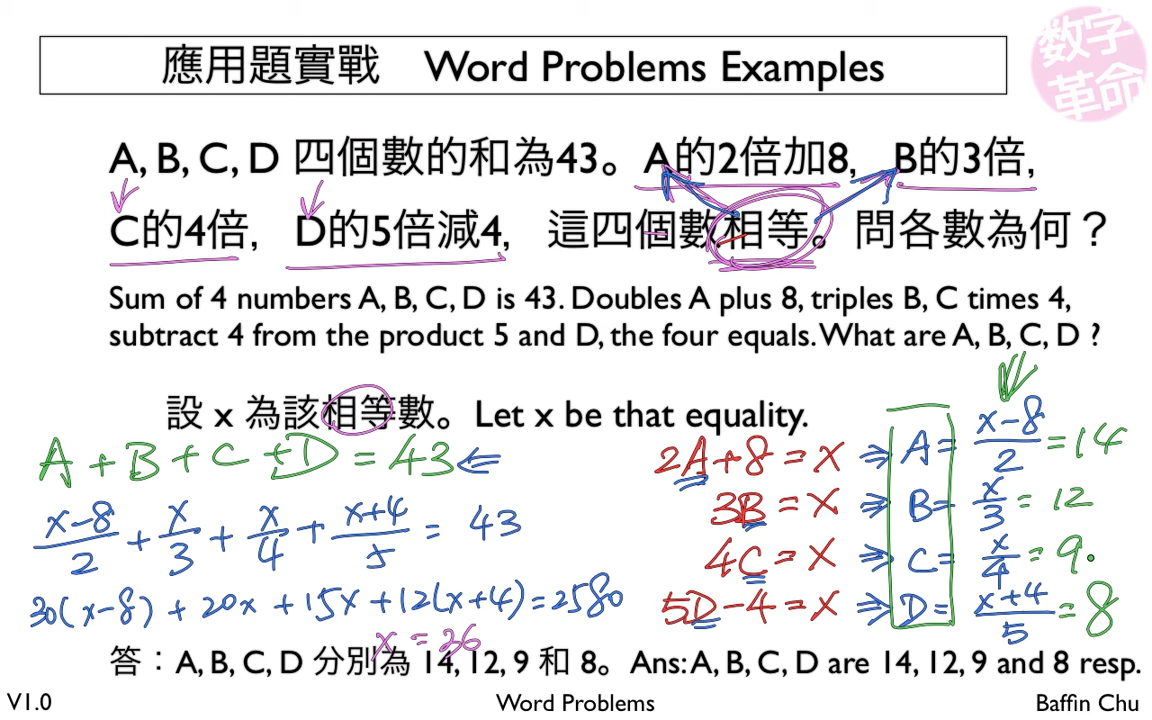 應用題實戰 Word Problems Examples
数字
革命
A, B, C, D 四個數的和為43。A的2倍加8, B的3倍,
C的4倍, D的5倍減4, 這四個數相等。問各數為何？
Sum of 4 numbers A, B, C, D is 43. Doubles A plus 8, triples B, C times 4,
subtract 4 from the product 5 and D, the four equals. What are A, B, C, D ?
設 x 為該相等數。Let x be that equality.
A + B + C + D = 43 ⇐
(x-8)/2 + x/3 + x/4 + (x+4)/5 = 43
30(x-8) + 20x + 15x + 12(x+4) = 2580
x = 36
2A+8 = x ⇒ A = (x-8)/2 = 14
3B = x ⇒ B = x/3 = 12
4C = x ⇒ C = x/4 = 9
5D-4 = x ⇒ D = (x+4)/5 = 8
答：A, B, C, D 分別為 14, 12, 9 和 8。Ans: A, B, C, D are 14, 12, 9 and 8 resp.
V1.0 Word Problems Baffin Chu